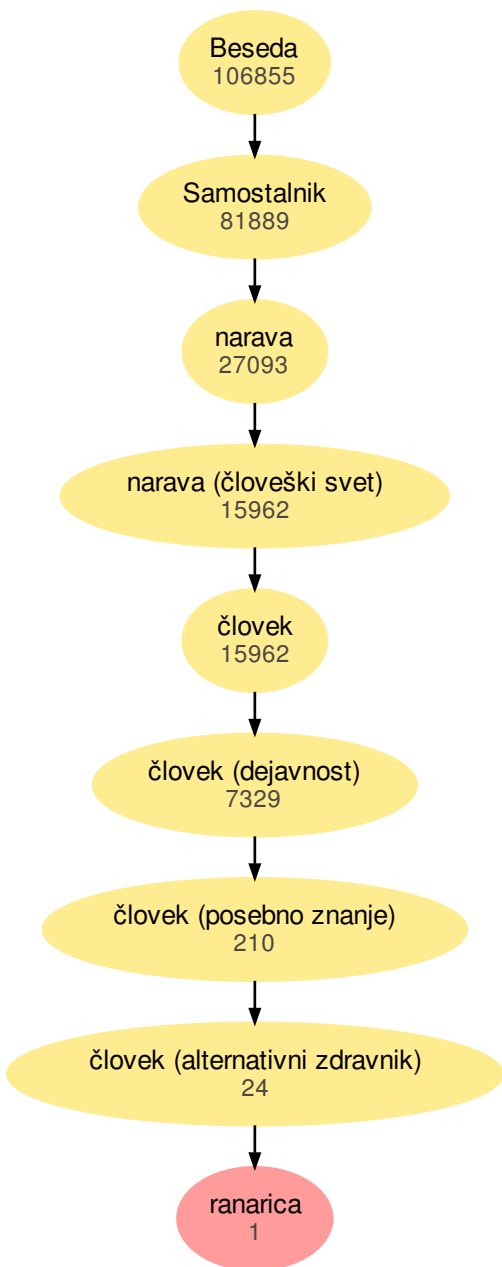 Beseda
106855
Samostalnik
81889
narava
27093
narava (človeški svet)
15962
človek
15962
človek (dejavnost)
7329
človek (posebno znanje)
210
človek (alternativni zdravnik)
24
ranarica
1